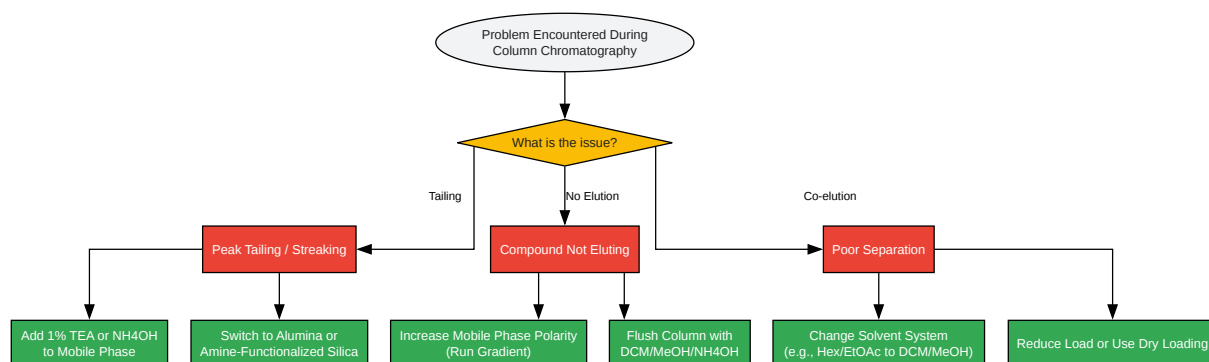 Problem Encountered During
Column Chromatography
What is the issue?
Tailing
No Elution
Co-elution
Peak Tailing / Streaking
Compound Not Eluting
Poor Separation
Add 1% TEA or NH4OH
to Mobile Phase
Switch to Alumina or
Amine-Functionalized Silica
Increase Mobile Phase Polarity
(Run Gradient)
Flush Column with
DCM/MeOH/NH4OH
Change Solvent System
(e.g., Hex/EtOAc to DCM/MeOH)
Reduce Load or Use Dry Loading